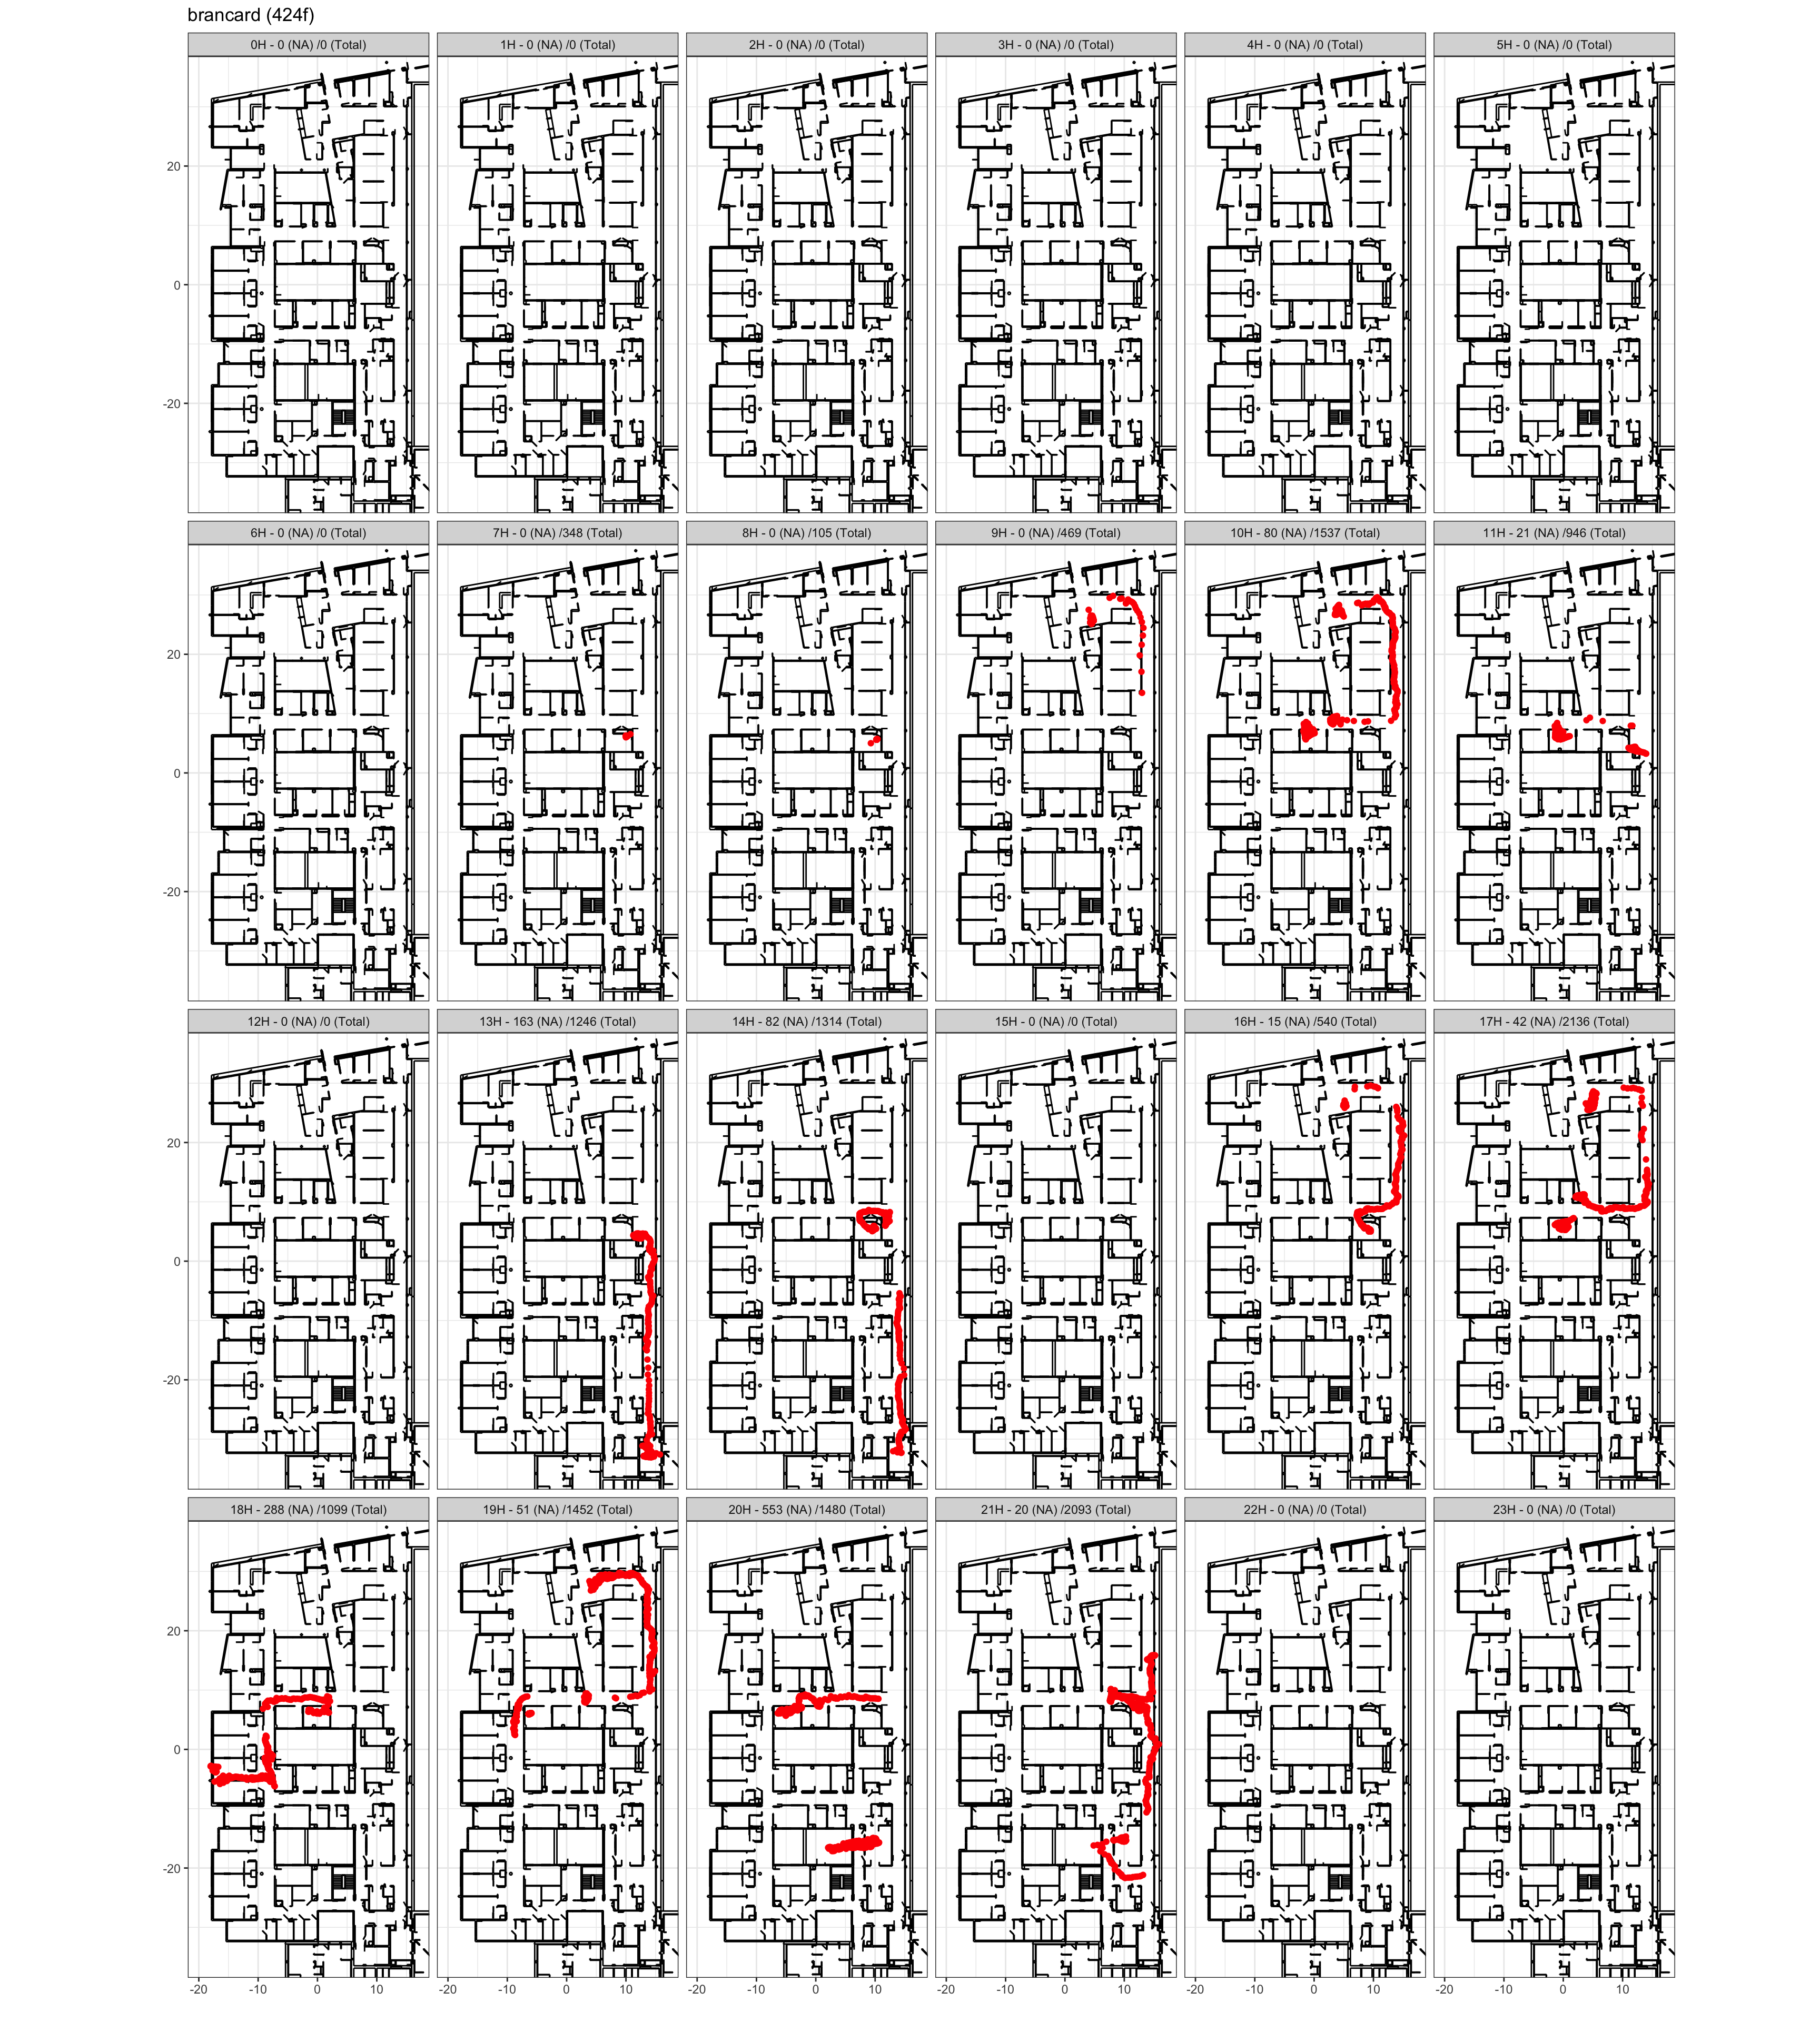 brancard (424f)
0H - 0 (NA) /0 (Total)
1H - 0 (NA) /0 (Total)
2H - 0 (NA) /0 (Total)
3H - 0 (NA) /0 (Total)
4H - 0 (NA) /0 (Total)
5H - 0 (NA) /0 (Total)
20
0
-20
6H - 0 (NA) /0 (Total)
7H - 0 (NA) /348 (Total)
8H - 0 (NA) /105 (Total)
9H - 0 (NA) /469 (Total)
10H - 80 (NA) /1537 (Total)
11H - 21 (NA) /946 (Total)
20
0
-20
12H - 0 (NA) /0 (Total)
13H - 163 (NA) /1246 (Total)
14H - 82 (NA) /1314 (Total)
15H - 0 (NA) /0 (Total)
16H - 15 (NA) /540 (Total)
17H - 42 (NA) /2136 (Total)
20
0
-20
18H - 288 (NA) /1099 (Total)
19H - 51 (NA) /1452 (Total)
20H - 553 (NA) /1480 (Total)
21H - 20 (NA) /2093 (Total)
22H - 0 (NA) /0 (Total)
23H - 0 (NA) /0 (Total)
20
0
-20
-20 -10 0 10
-20 -10 0 10
-20 -10 0 10
-20 -10 0 10
-20 -10 0 10
-20 -10 0 10